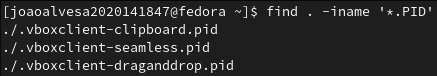 [joaoalvesa2020141847@fedora ~]$ find . -iname '*.PID'
./.vboxclient-clipboard.pid
./.vboxclient-seamless.pid
./.vboxclient-draganddrop.pid